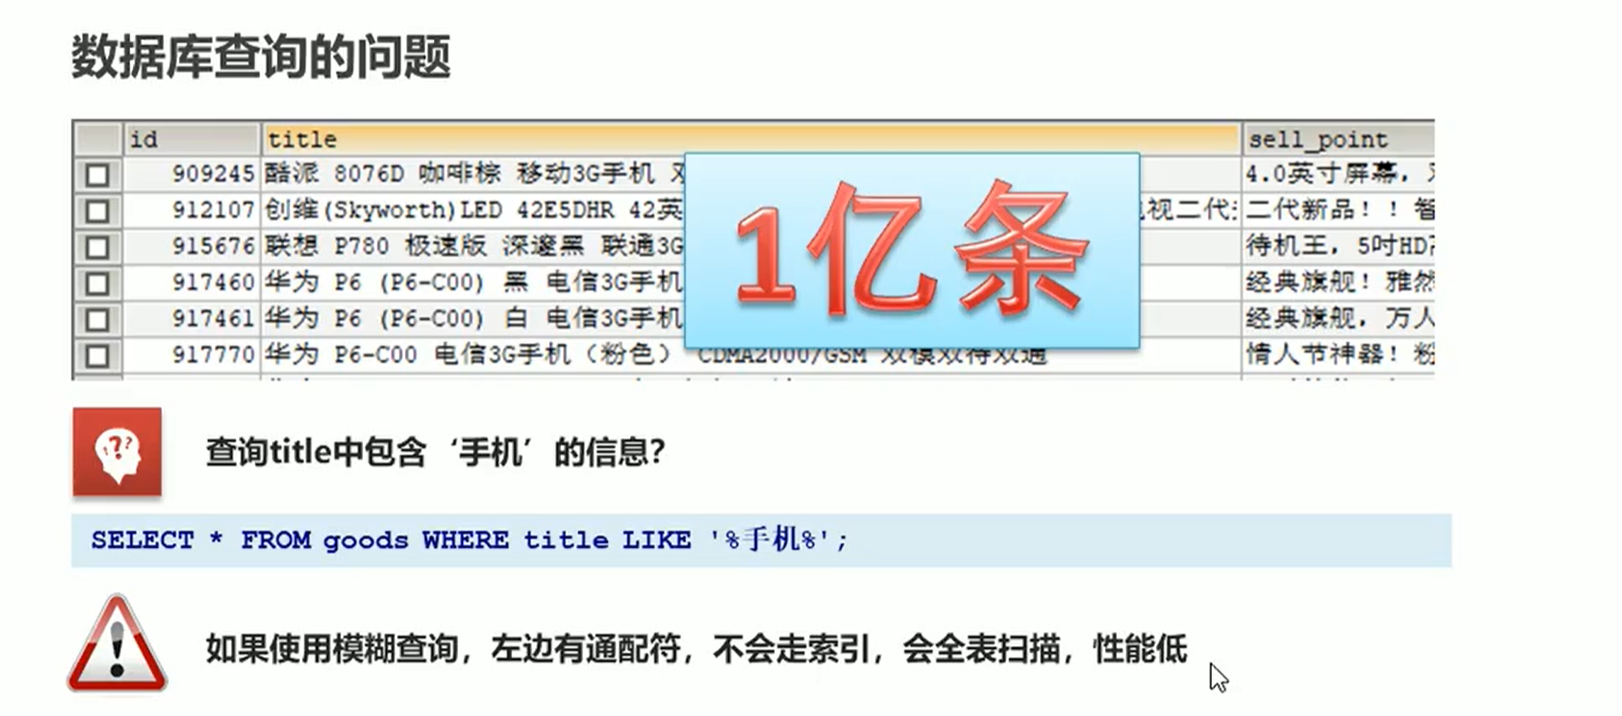 数据库查询的问题
id title sell_point
909245 酷派 8076D 咖啡棕 移动3G手机 4.0英寸屏幕，
912107 创维(Skyworth)LED 42E5DHR 42英 视二代 二代新品！！智
915676 联想 P780 极速版 深邃黑 联通3G 待机王，5吋HD
917460 华为 P6 (P6-C00) 黑 电信3G手机 经典旗舰！雅然
917461 华为 P6 (P6-C00) 白 电信3G手机 经典旗舰，万人
917770 华为 P6-C00 电信3G手机（粉色） CDMA2000/GSM 双模双待双通 情人节神器！粉
1亿条
查询title中包含‘手机’的信息?
SELECT * FROM goods WHERE title LIKE '%手机%';
如果使用模糊查询，左边有通配符，不会走索引，会全表扫描，性能低